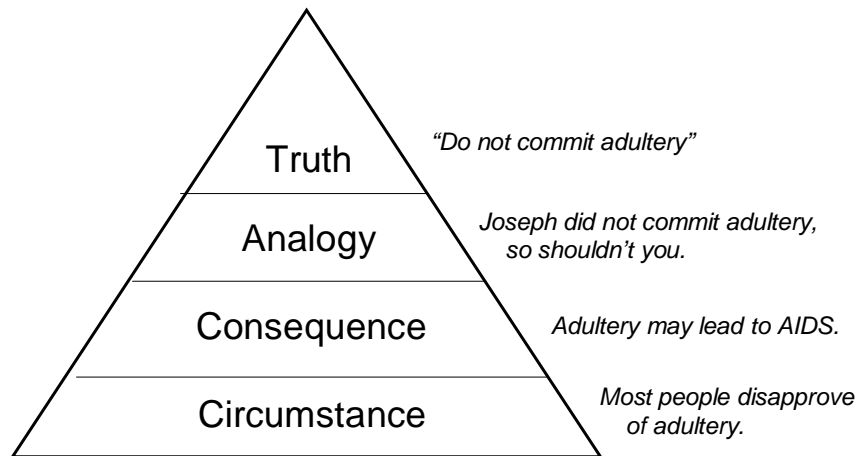 “Do not commit adultery”
Truth
Joseph did not commit adultery,
so shouldn’t you.
Analogy
Consequence
Adultery may lead to AIDS.
Circumstance
Most people disapprove
of adultery.